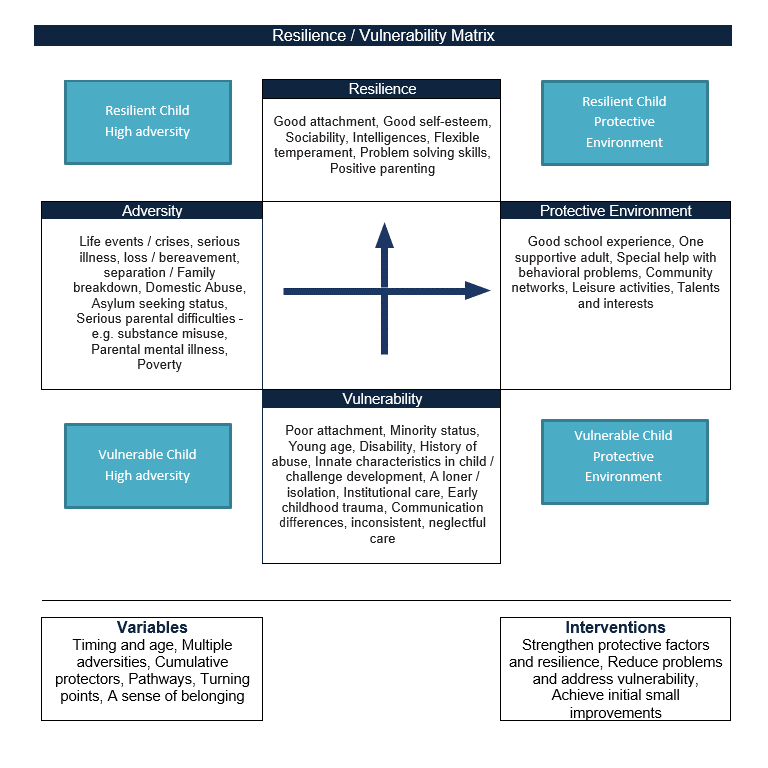 Resilience / Vulnerability Matrix
Resilient Child
High adversity
Resilience
Good attachment, Good self-esteem,
Sociability, Intelligences, Flexible
temperament, Problem solving skills,
Positive parenting
Resilient Child
Protective
Environment
Adversity
Life events / crises, serious
illness, loss / bereavement,
separation / Family
breakdown, Domestic Abuse,
Asylum seeking status,
Serious parental difficulties -
e.g. substance misuse,
Parental mental illness,
Poverty
Protective Environment
Good school experience, One
supportive adult, Special help with
behavioral problems, Community
networks, Leisure activities, Talents
and interests
Vulnerable Child
High adversity
Vulnerability
Poor attachment, Minority status,
Young age, Disability, History of
abuse, Innate characteristics in child /
challenge development, A loner /
isolation, Institutional care, Early
childhood trauma, Communication
differences, inconsistent, neglectful
care
Vulnerable Child
Protective
Environment
Variables
Timing and age, Multiple
adversities, Cumulative
protectors, Pathways, Turning
points, A sense of belonging
Interventions
Strengthen protective factors
and resilience, Reduce problems
and address vulnerability,
Achieve initial small
improvements